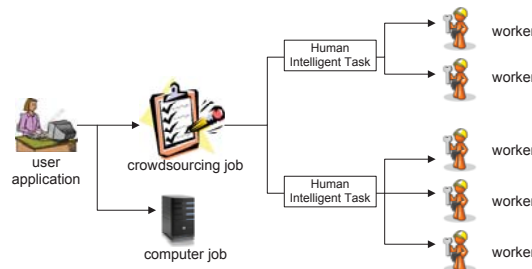 Human
Intelligent Task
worker
worker
user
application
crowdsourcing job
computer job
Human
Intelligent Task
worker
worker
worker